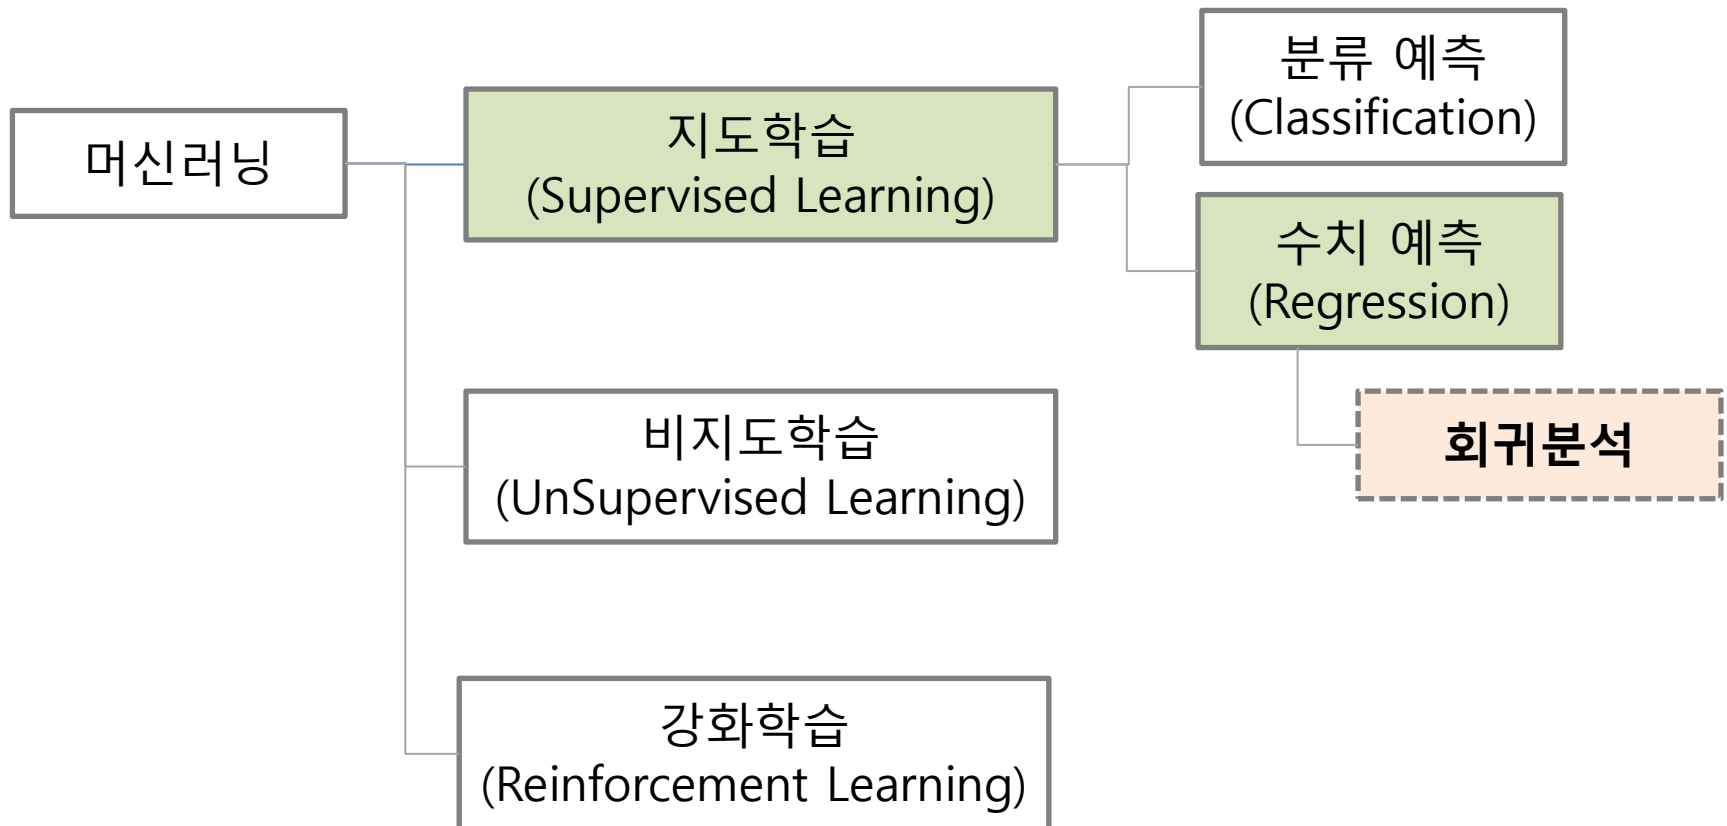 머신러닝
지도학습
(Supervised Learning)
분류 예측
(Classification)
수치 예측
(Regression)
회귀분석
비지도학습
(UnSupervised Learning)
강화학습
(Reinforcement Learning)